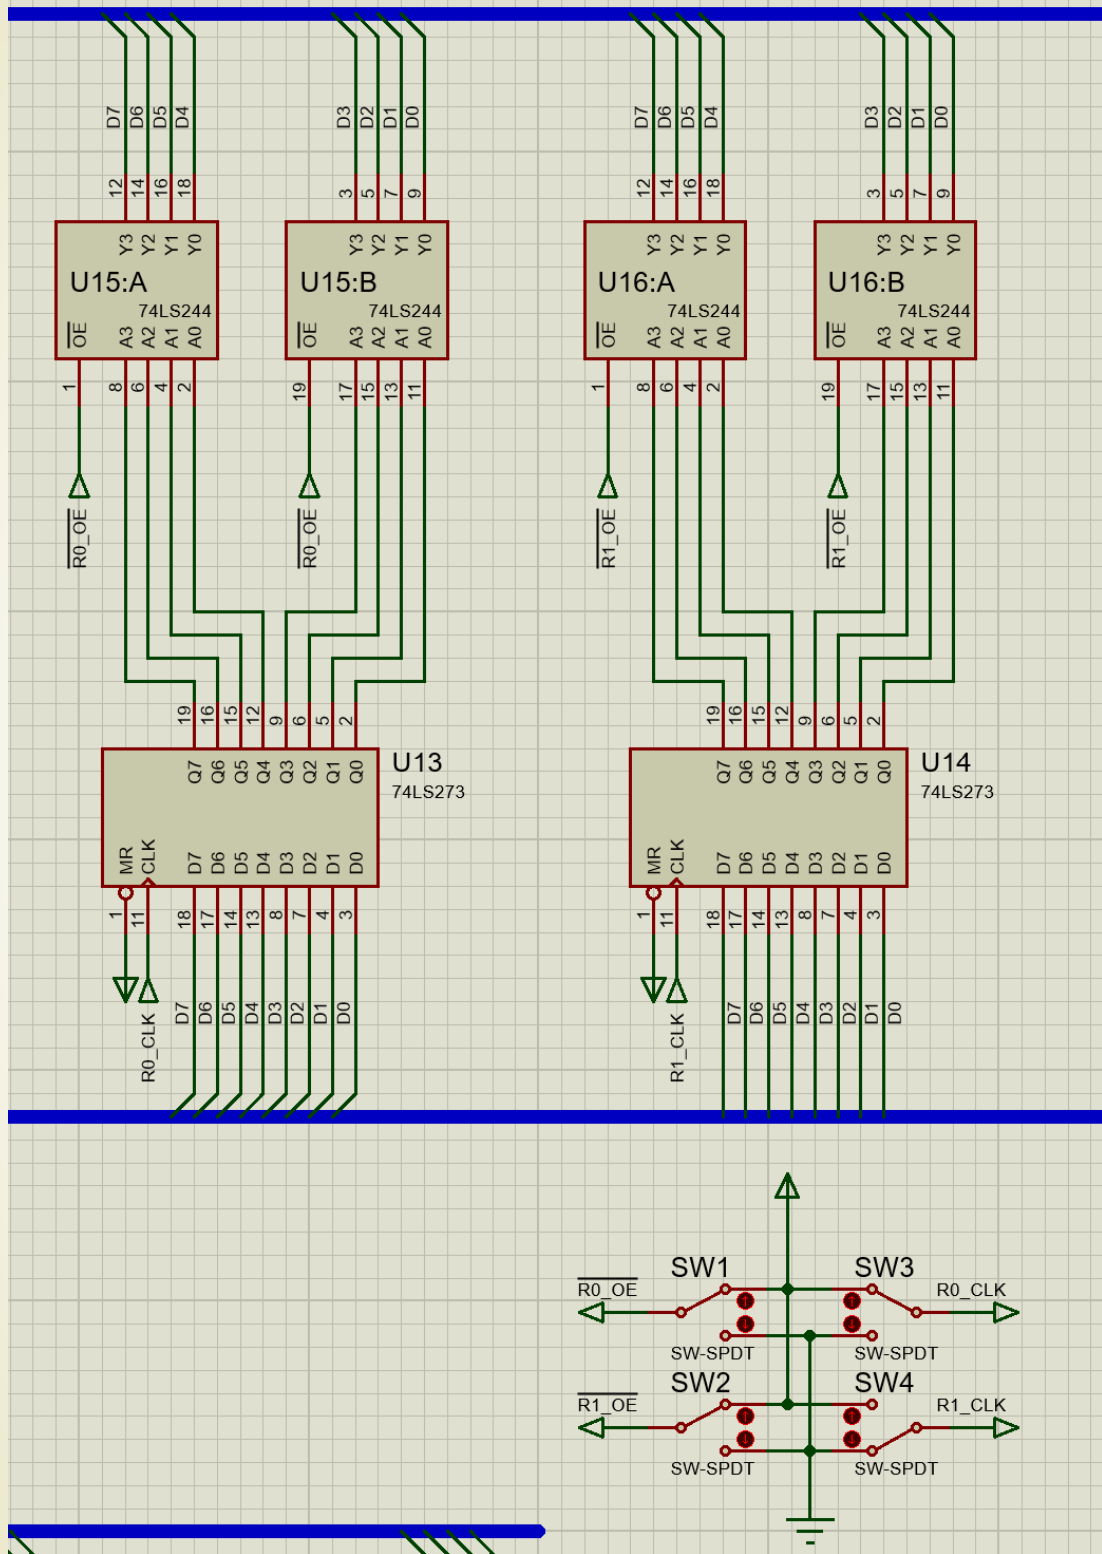 D7 D6 D5 D4 D3 D2 D1 D0 D7 D6 D5 D4 D3 D2 D1 D0
12 14 16 18 3 5 7 9 12 14 16 18 3 5 7 9
Y3 Y2 Y1 Y0 Y3 Y2 Y1 Y0 Y3 Y2 Y1 Y0 Y3 Y2 Y1 Y0
U15:A U15:B U16:A U16:B
74LS244 74LS244 74LS244 74LS244
OE A3 A2 A1 A0 OE A3 A2 A1 A0 OE A3 A2 A1 A0 OE A3 A2 A1 A0
1 8 6 4 2 19 17 15 13 11 1 8 6 4 2 19 17 15 13 11
R0_OE R0_OE R1_OE R1_OE
19 16 15 12 9 6 5 2 19 16 15 12 9 6 5 2
Q7 Q6 Q5 Q4 Q3 Q2 Q1 Q0 U13 Q7 Q6 Q5 Q4 Q3 Q2 Q1 Q0 U14
74LS273 74LS273
MR CLK D7 D6 D5 D4 D3 D2 D1 D0 MR CLK D7 D6 D5 D4 D3 D2 D1 D0
1 11 18 17 14 13 8 7 4 3 1 11 18 17 14 13 8 7 4 3
D7 D6 D5 D4 D3 D2 D1 D0 D7 D6 D5 D4 D3 D2 D1 D0
R0_CLK R1_CLK
SW1 SW3
R0_OE R0_CLK
SW-SPDT SW-SPDT
SW2 SW4
R1_OE R1_CLK
SW-SPDT SW-SPDT